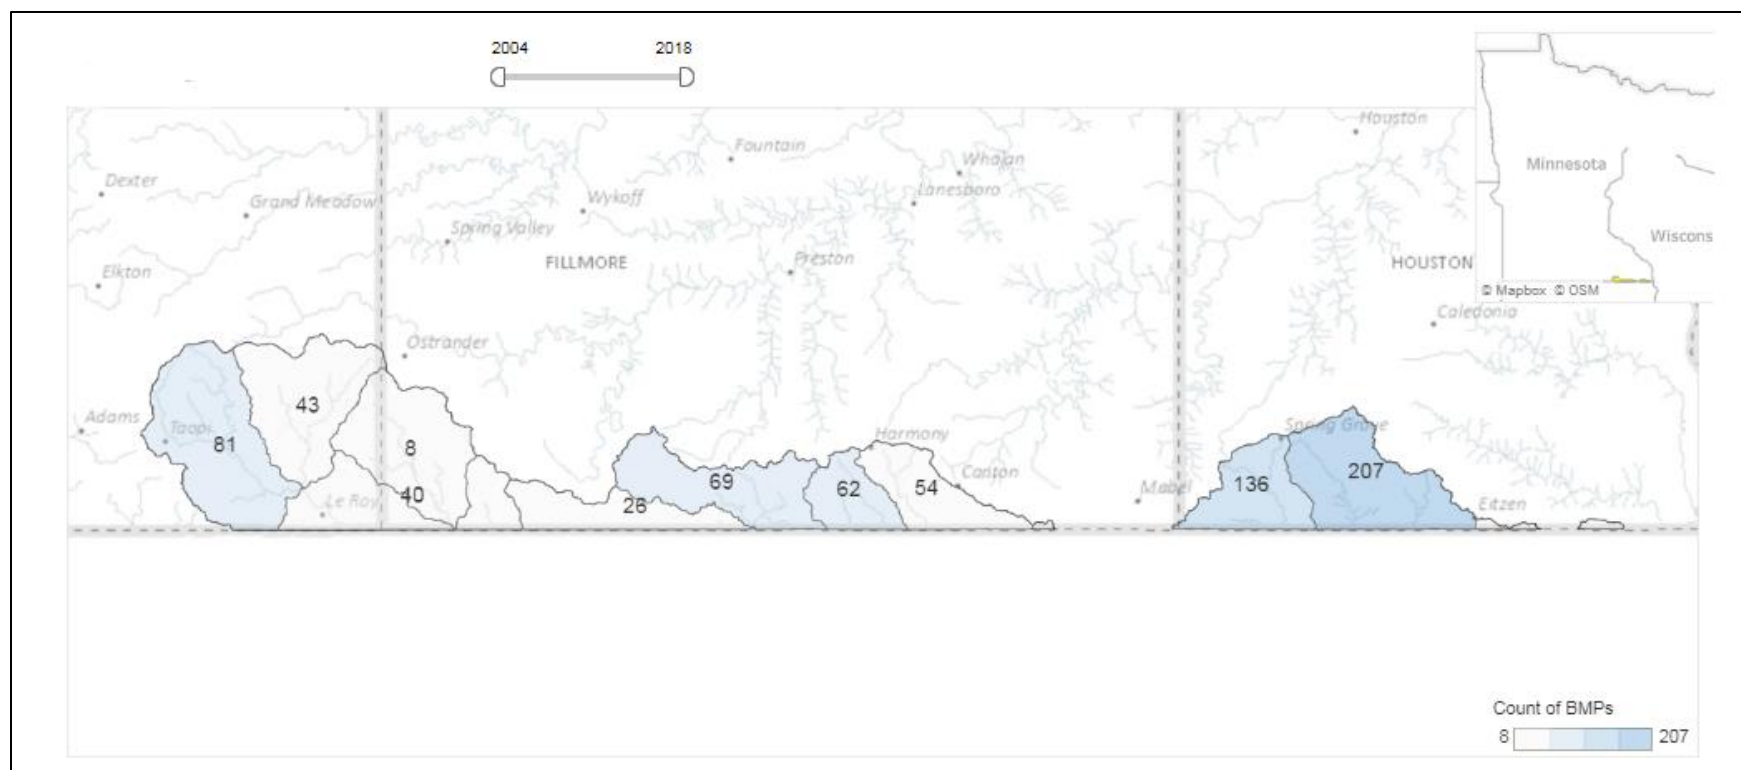 2004 2018
Houston
Fountain
Whalan
Minnesota
Dexter
Lanesboro
Grand Meadow
Wykoff
Spring Valley
Wiscons
FILLMORE
Preston
HOUSTON
Elkton
© Mapbox © OSM
Caledonia
Ostrander
43
Adams
Taopi
81
Spring Grove
Harmony
8
207
Canton
69
136
62
54
Mabel
40
Le Roy
26
Eitzen
Count of BMPs
8 207